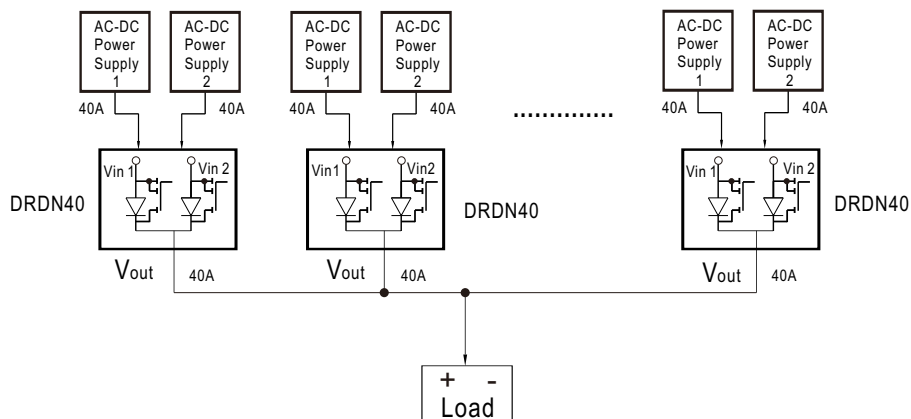 AC-DC
Power
Supply
1
AC-DC
Power
Supply
2
AC-DC
Power
Supply
1
AC-DC
Power
Supply
2
AC-DC
Power
Supply
1
AC-DC
Power
Supply
2
40A
40A
40A
40A
40A
40A
..............
Vin 1
Vin 2
Vin1
Vin2
Vin 1
Vin 2
DRDN40
DRDN40
DRDN40
Vout
40A
Vout
40A
Vout
40A
+ -
Load